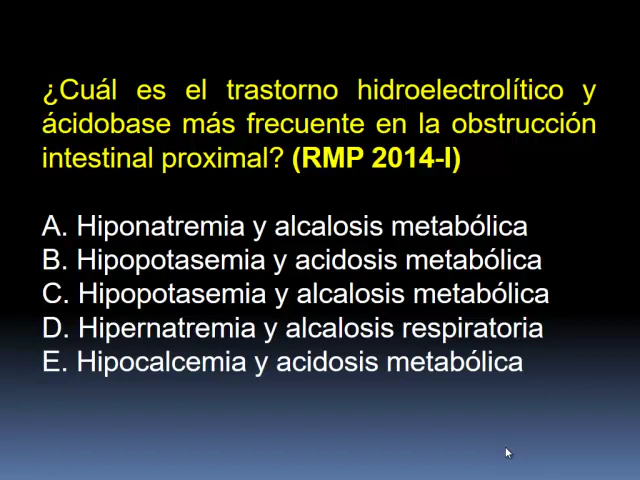 ¿Cuál es el trastorno hidroelectrolítico y
ácidobase más frecuente en la obstrucción
intestinal proximal? (RMP 2014-I)
A. Hiponatremia y alcalosis metabólica
B. Hipopotasemia y acidosis metabólica
C. Hipopotasemia y alcalosis metabólica
D. Hipernatremia y alcalosis respiratoria
E. Hipocalcemia y acidosis metabólica